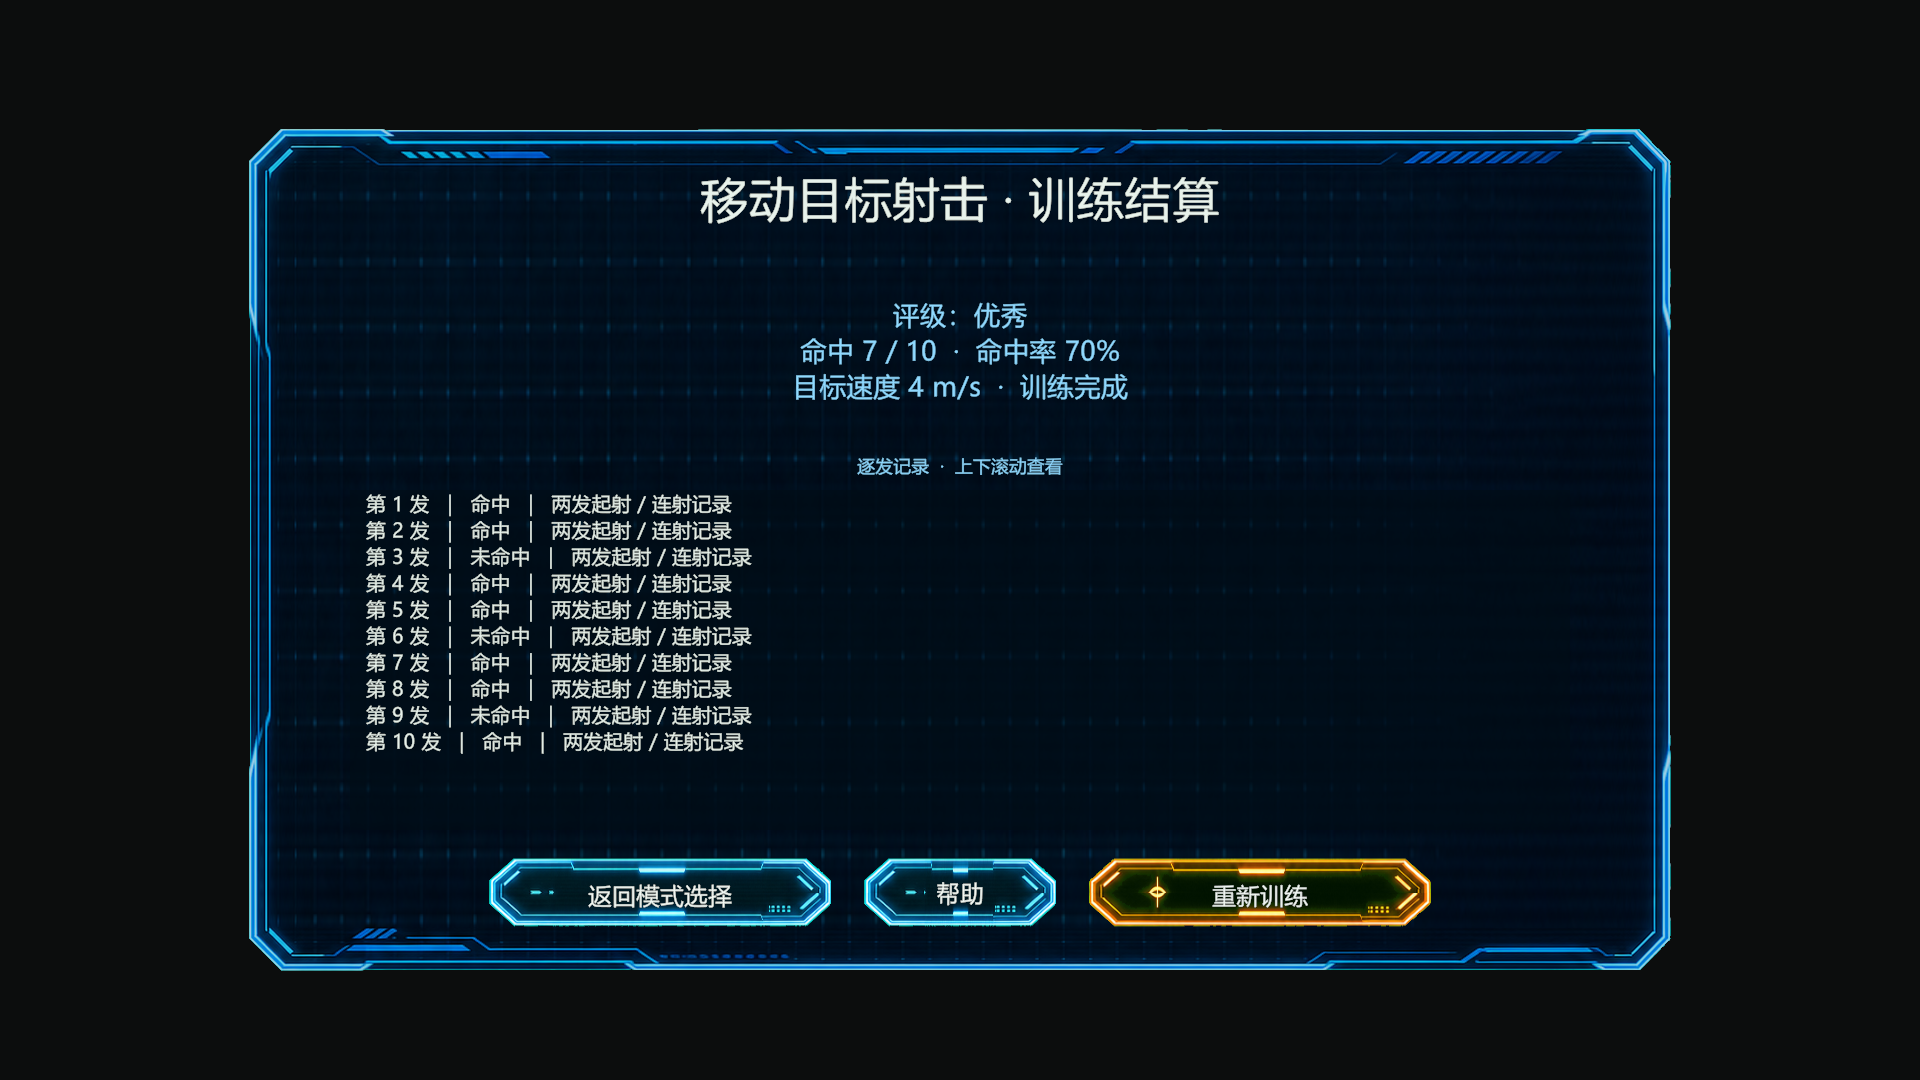 移动目标射击 · 训练结算
评级：优秀
命中 7 / 10 · 命中率 70%
目标速度 4 m/s · 训练完成
逐发记录 · 上下滚动查看
第 1 发 | 命中 | 两发起射 / 连射记录
第 2 发 | 命中 | 两发起射 / 连射记录
第 3 发 | 未命中 | 两发起射 / 连射记录
第 4 发 | 命中 | 两发起射 / 连射记录
第 5 发 | 命中 | 两发起射 / 连射记录
第 6 发 | 未命中 | 两发起射 / 连射记录
第 7 发 | 命中 | 两发起射 / 连射记录
第 8 发 | 命中 | 两发起射 / 连射记录
第 9 发 | 未命中 | 两发起射 / 连射记录
第 10 发 | 命中 | 两发起射 / 连射记录
返回模式选择
帮助
重新训练